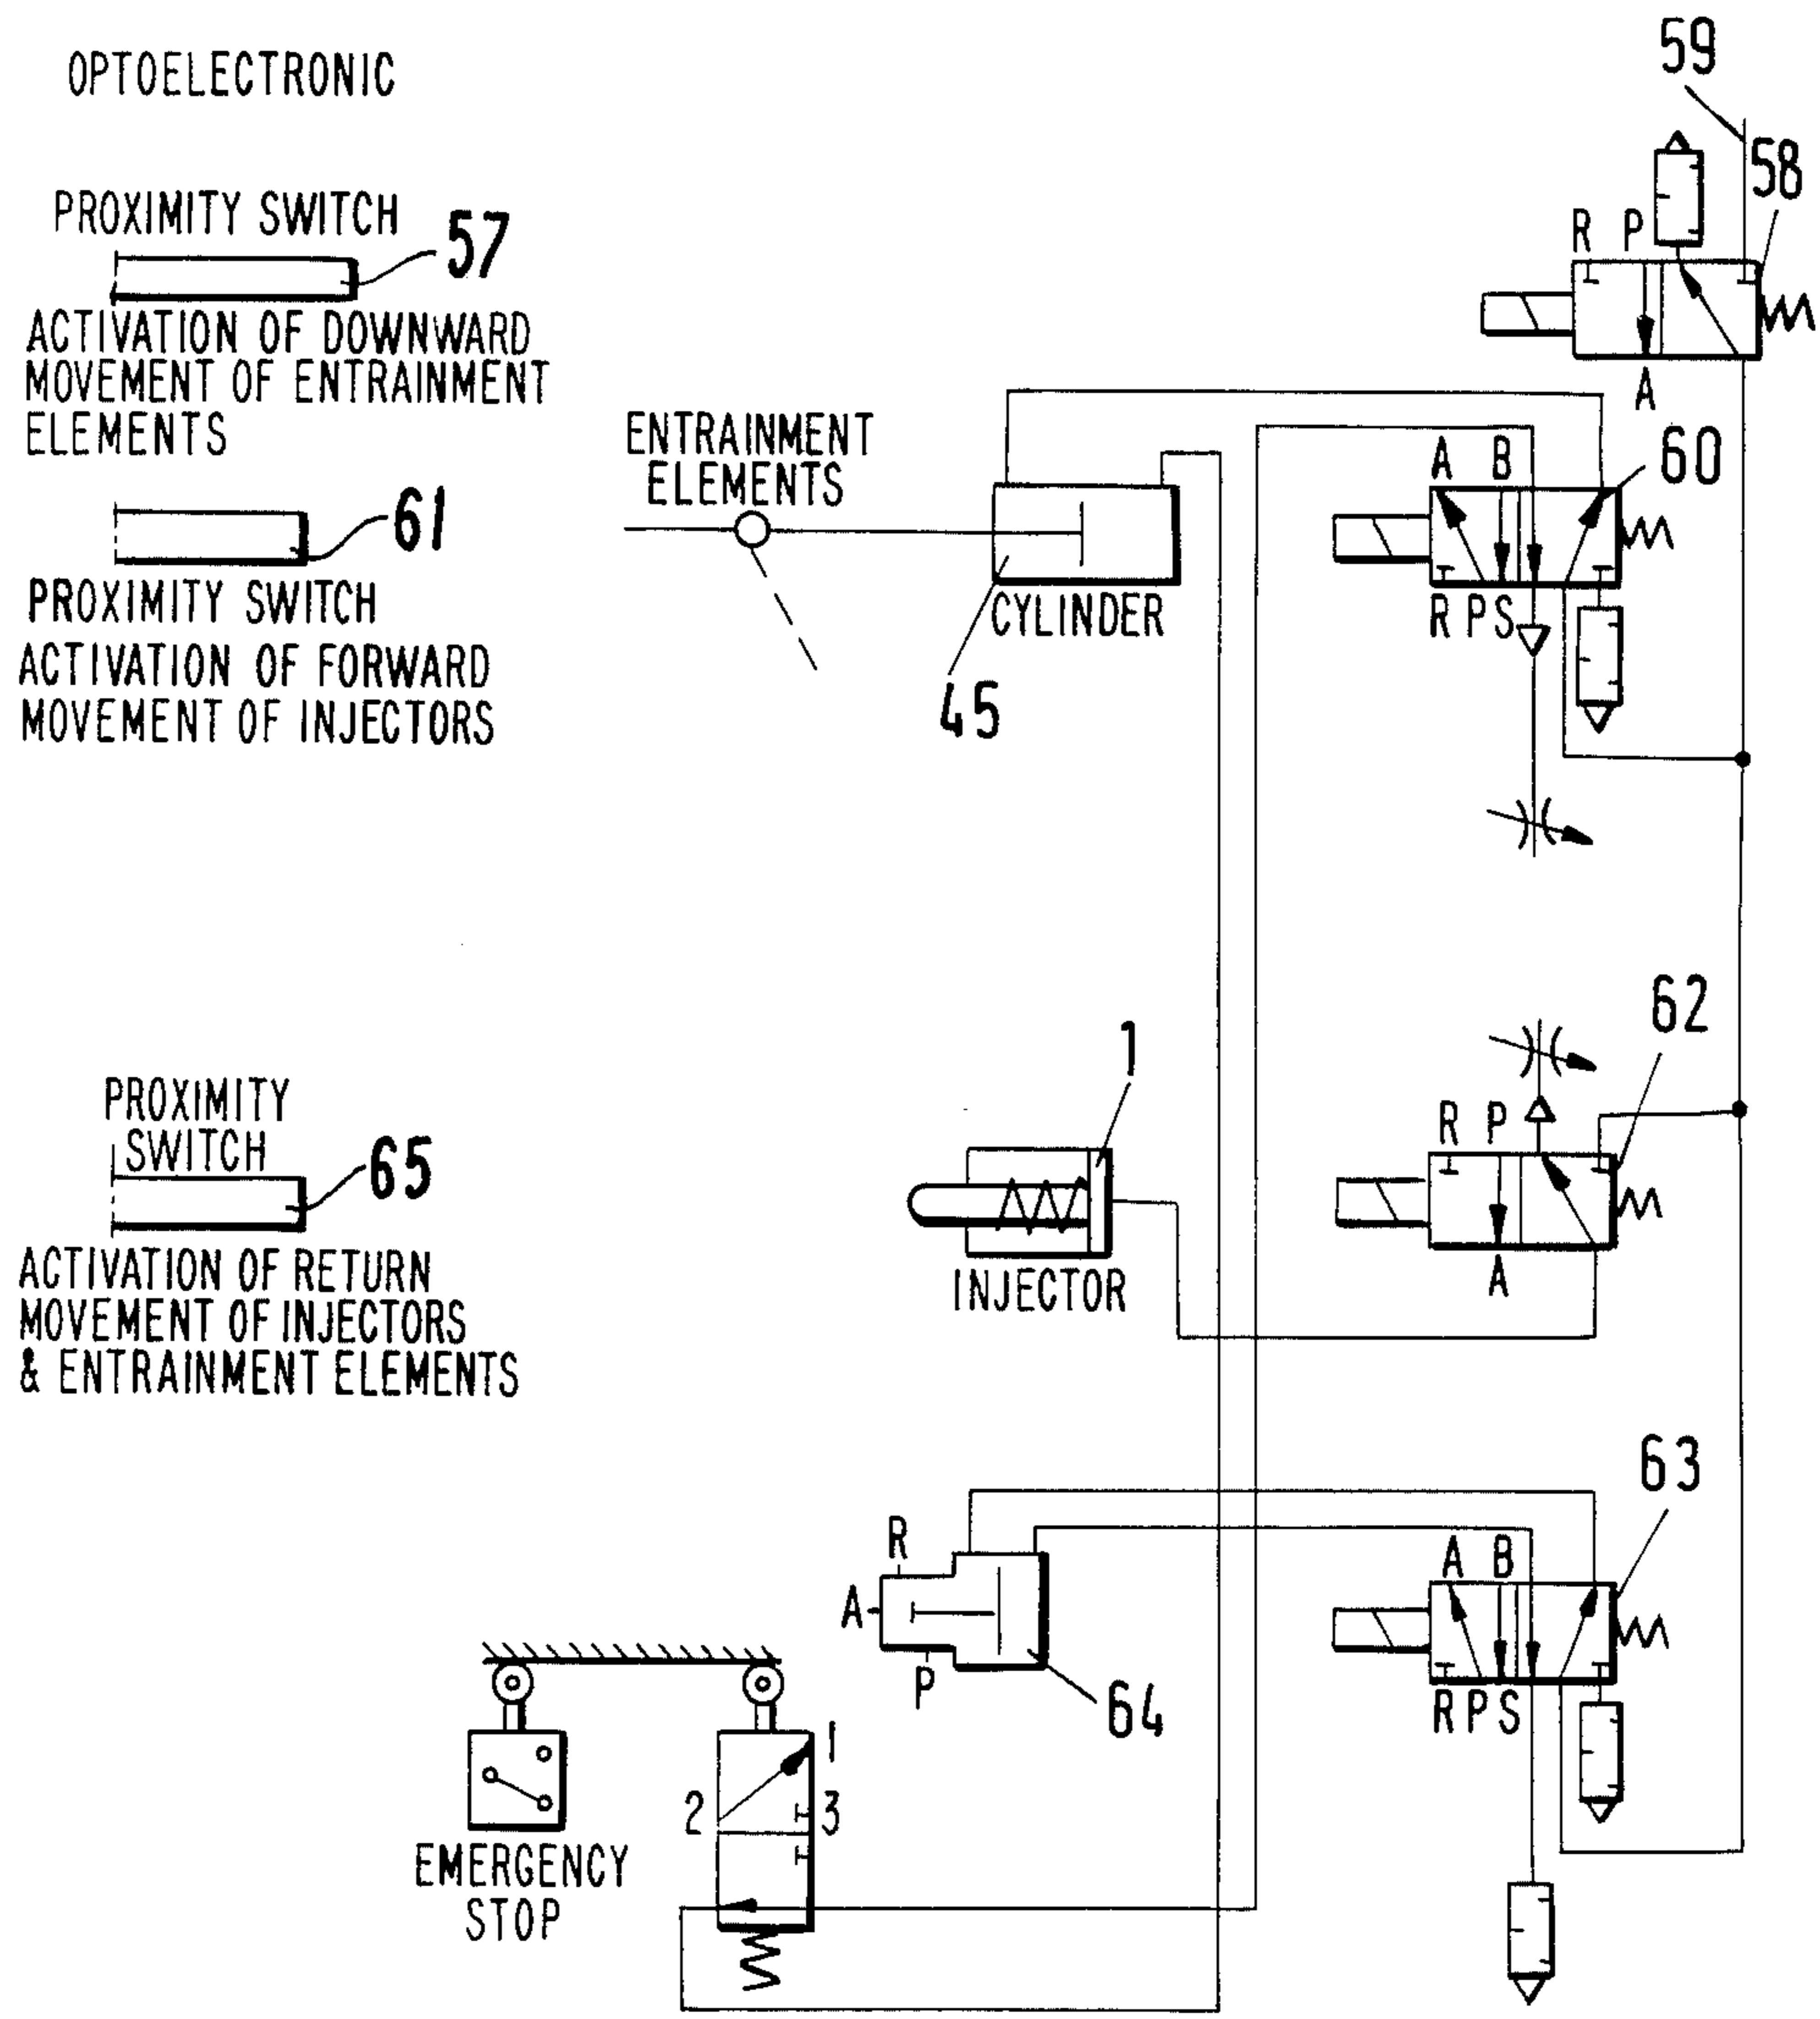 OPTOELECTRONIC
PROXIMITY SWITCH
57
ACTIVATION OF DOWNWARD
MOVEMENT OF ENTRAINMENT
ELEMENTS
61
PROXIMITY SWITCH
ACTIVATION OF FORWARD
MOVEMENT OF INJECTORS
PROXIMITY
SWITCH
65
ACTIVATION OF RETURN
MOVEMENT OF INJECTORS
& ENTRAINMENT ELEMENTS
59
58
R P
A
ENTRAINMENT
ELEMENTS
CYLINDER
45
60
A B
R P S
1
INJECTOR
62
R P
A
63
A B
R P S
R
A
P
64
EMERGENCY
STOP
1
2 3